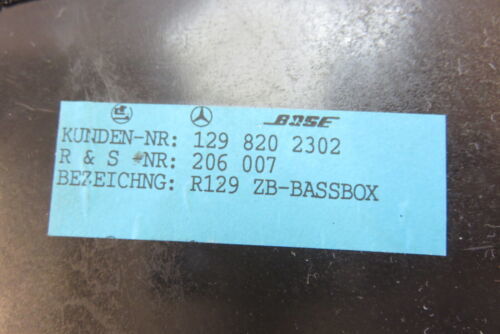 BOSE
KUNDEN-NR: 129 820 2302
R & S -NR: 206 007
BEZEICHNG: R129 ZB-BASSBOX